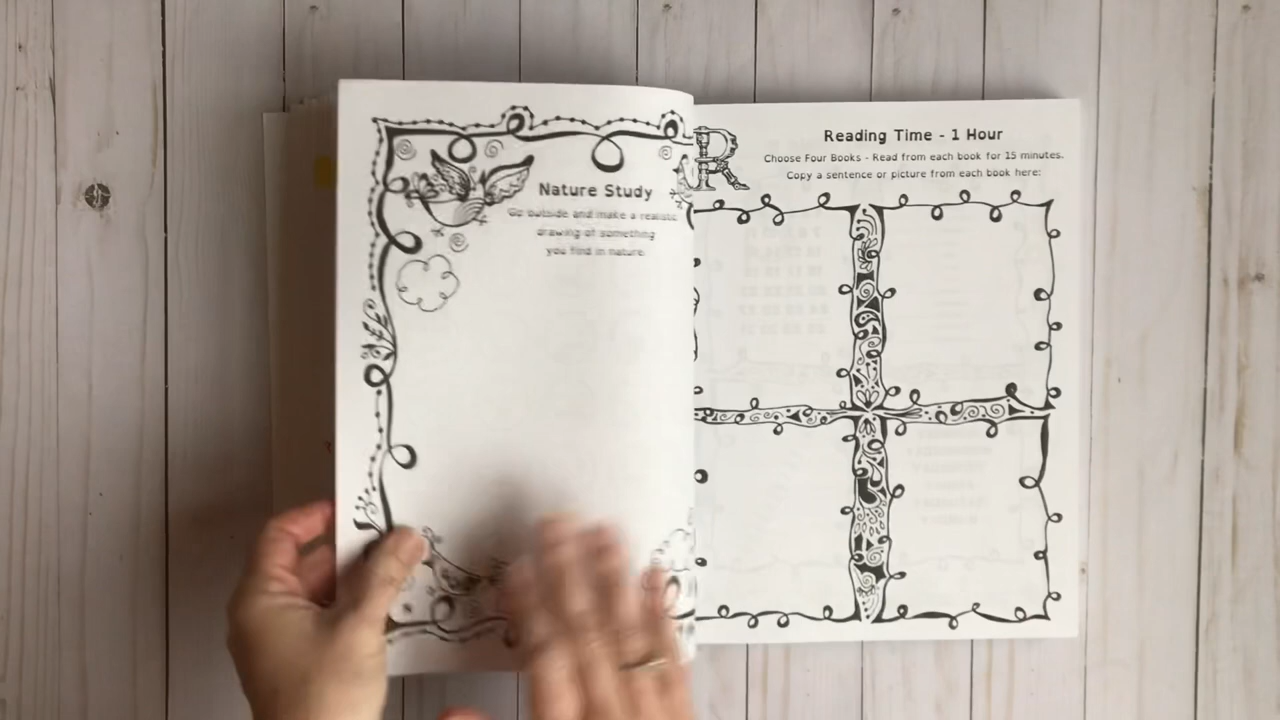 Nature Study
Go outside and make a realistic
drawing of something
you find in nature.
R
Reading Time - 1 Hour
Choose Four Books - Read from each book for 15 minutes.
Copy a sentence or picture from each book here: